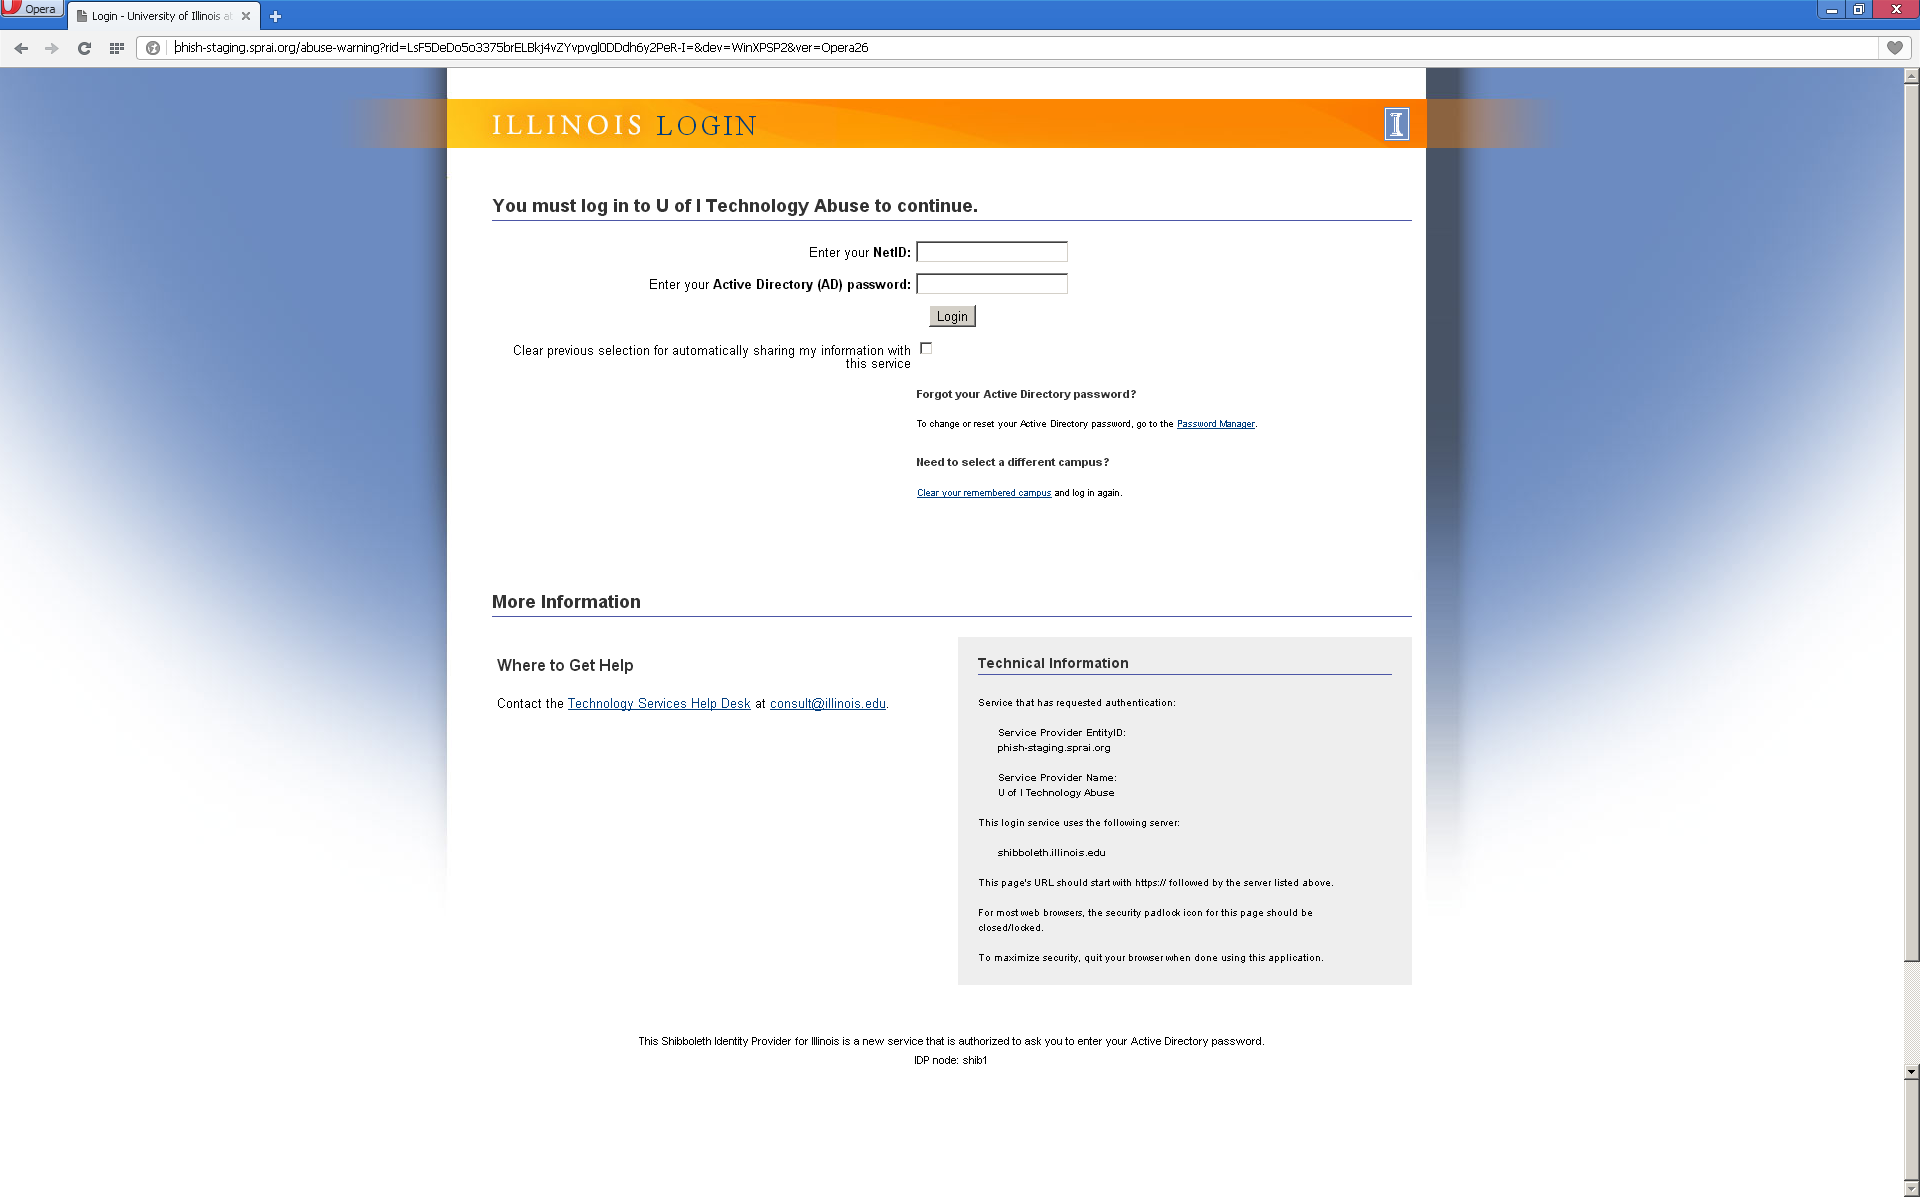 Opera
Login - University of Illinois at
phish-staging.sprai.org/abuse-warning?rid=LsF5DeDo5o3375brELBkj4vZYvpvgl0DDdh6y2PeR-I=&dev=WinXPSP2&ver=Opera26
ILLINOIS LOGIN
I
You must log in to U of I Technology Abuse to continue.
Enter your NetID:
Enter your Active Directory (AD) password:
Login
Clear previous selection for automatically sharing my information with
this service
Forgot your Active Directory password?
To change or reset your Active Directory password, go to the Password Manager.
Need to select a different campus?
Clear your remembered campus and log in again.
More Information
Where to Get Help
Contact the Technology Services Help Desk at consult@illinois.edu.
Technical Information
Service that has requested authentication:
Service Provider EntityID:
phish-staging.sprai.org
Service Provider Name:
U of I Technology Abuse
This login service uses the following server:
shibboleth.illinois.edu
This page's URL should start with https:// followed by the server listed above.
For most web browsers, the security padlock icon for this page should be
closed/locked.
To maximize security, quit your browser when done using this application.
This Shibboleth Identity Provider for Illinois is a new service that is authorized to ask you to enter your Active Directory password.
IDP node: shib1